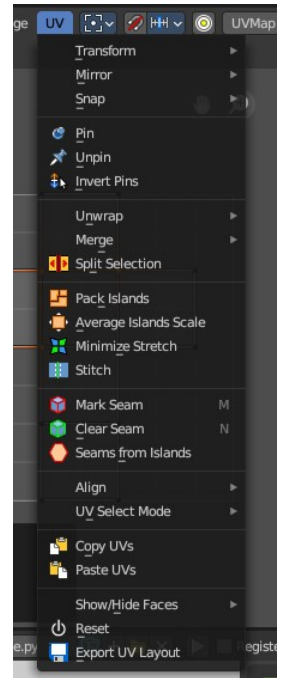 ge UV UVMap
Transform
Mirror
Snap
Pin
Unpin
Invert Pins
Unwrap
Merge
Split Selection
Pack Islands
Average Islands Scale
Minimize Stretch
Stitch
Mark Seam M
Clear Seam N
Seams from Islands
Align
UV Select Mode
Copy UVs
Paste UVs
Show/Hide Faces
Reset
e.py Registe
Export UV Layout